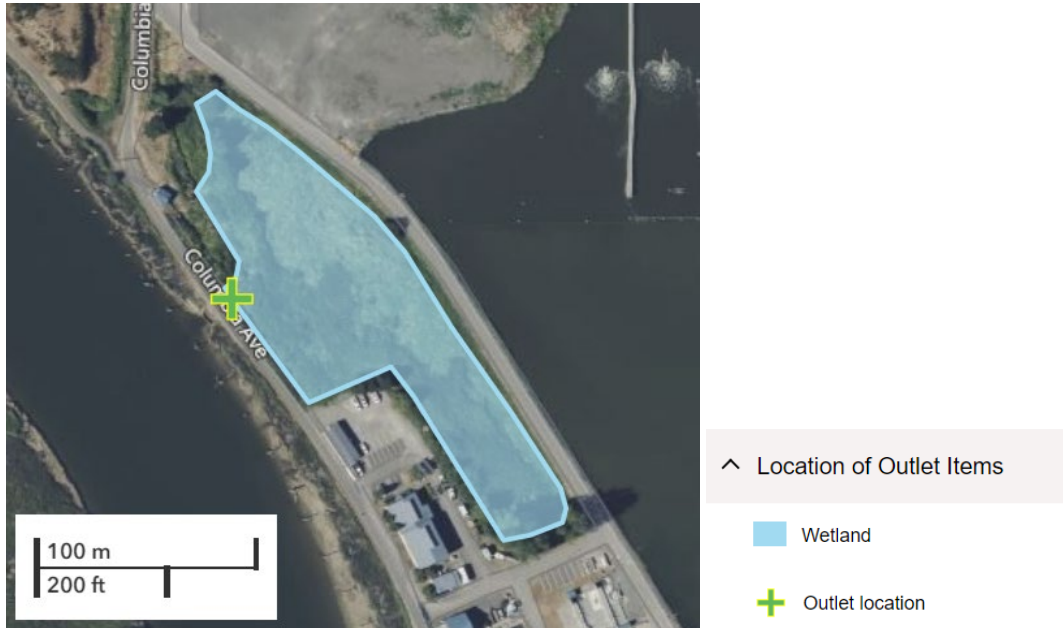 Columbia
Columbia Ave
100 m
200 ft
Location of Outlet Items
Wetland
Outlet location